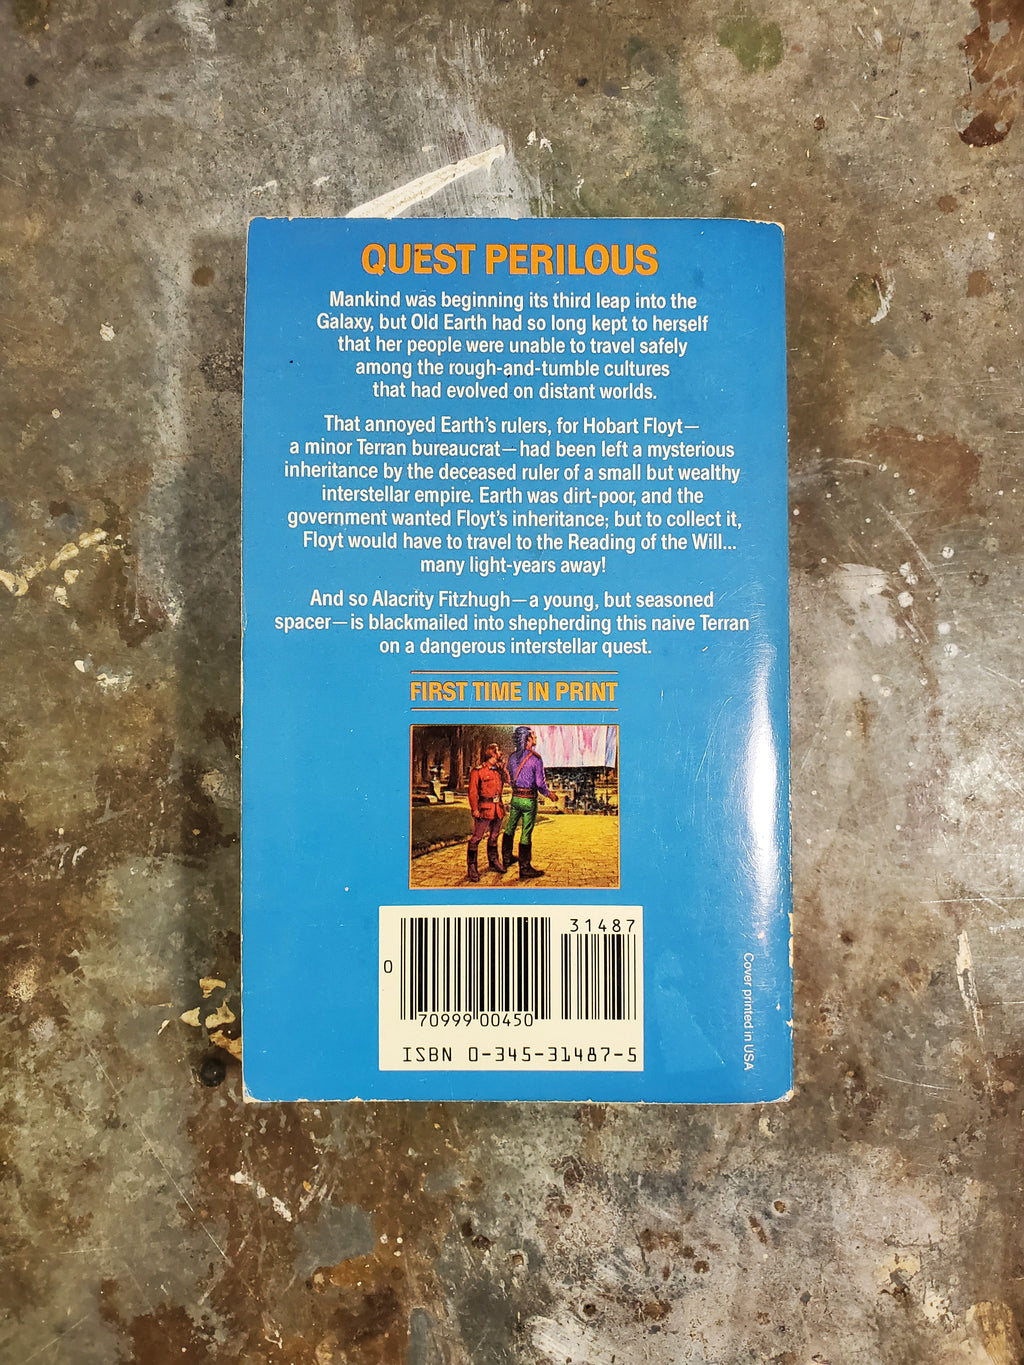 QUEST PERILOUS
Mankind was beginning its third leap into the
Galaxy, but Old Earth had so long kept to herself
that her people were unable to travel safely
among the rough-and-tumble cultures
that had evolved on distant worlds.
That annoyed Earth's rulers, for Hobart Floyt—
a minor Terran bureaucrat—had been left a mysterious
inheritance by the deceased ruler of a small but wealthy
interstellar empire. Earth was dirt-poor, and the
government wanted Floyt's inheritance; but to collect it,
Floyt would have to travel to the Reading of the Will...
many light-years away!
And so Alacrity Fitzhugh—a young, but seasoned
spacer—is blackmailed into shepherding this naive Terran
on a dangerous interstellar quest.
FIRST TIME IN PRINT
31487
0
70999 00450
ISBN 0-345-31487-5
Cover printed in USA